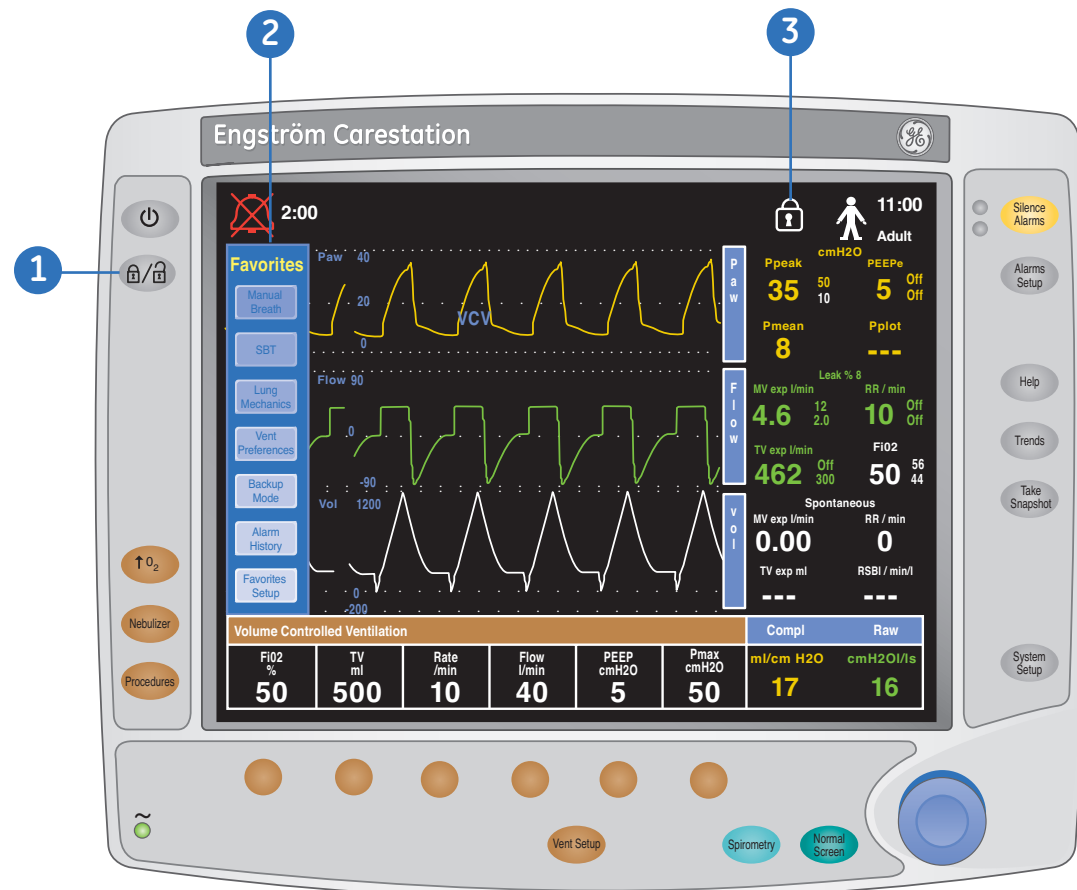 2
3
1
Engström Carestation
2:00
11:00
Adult
Silence
Alarms
Alarms
Setup
Help
Trends
Take
Snapshot
System
Setup
↑O2
Nebulizer
Procedures
Favorites
Manual
Breath
SBT
Lung
Mechanics
Vent
Preferences
Backup
Mode
Alarm
History
Favorites
Setup
Paw 40
20
VCV
0
Flow 90
0
-90
Vol 1200
0
-200
Paw
Flow
vol
cmH2O
Ppeak
PEEPe
35 50 5 Off
10 Off
Pmean Pplot
8 ---
Leak % 8
MV exp l/min RR / min
4.6 12 10 Off
2.0 Off
TV exp l/min Fi02
462 Off 50 56
300 44
Spontaneous
MV exp l/min RR / min
0.00 0
TV exp ml RSBI / min/l
--- ---
Volume Controlled Ventilation
Compl Raw
Fi02
%
50
TV
ml
500
Rate
/min
10
Flow
l/min
40
PEEP
cmH2O
5
Pmax
cmH2O
50
ml/cm H2O
17
cmH2Ol/ls
16
~
Vent Setup
Spirometry
Normal
Screen